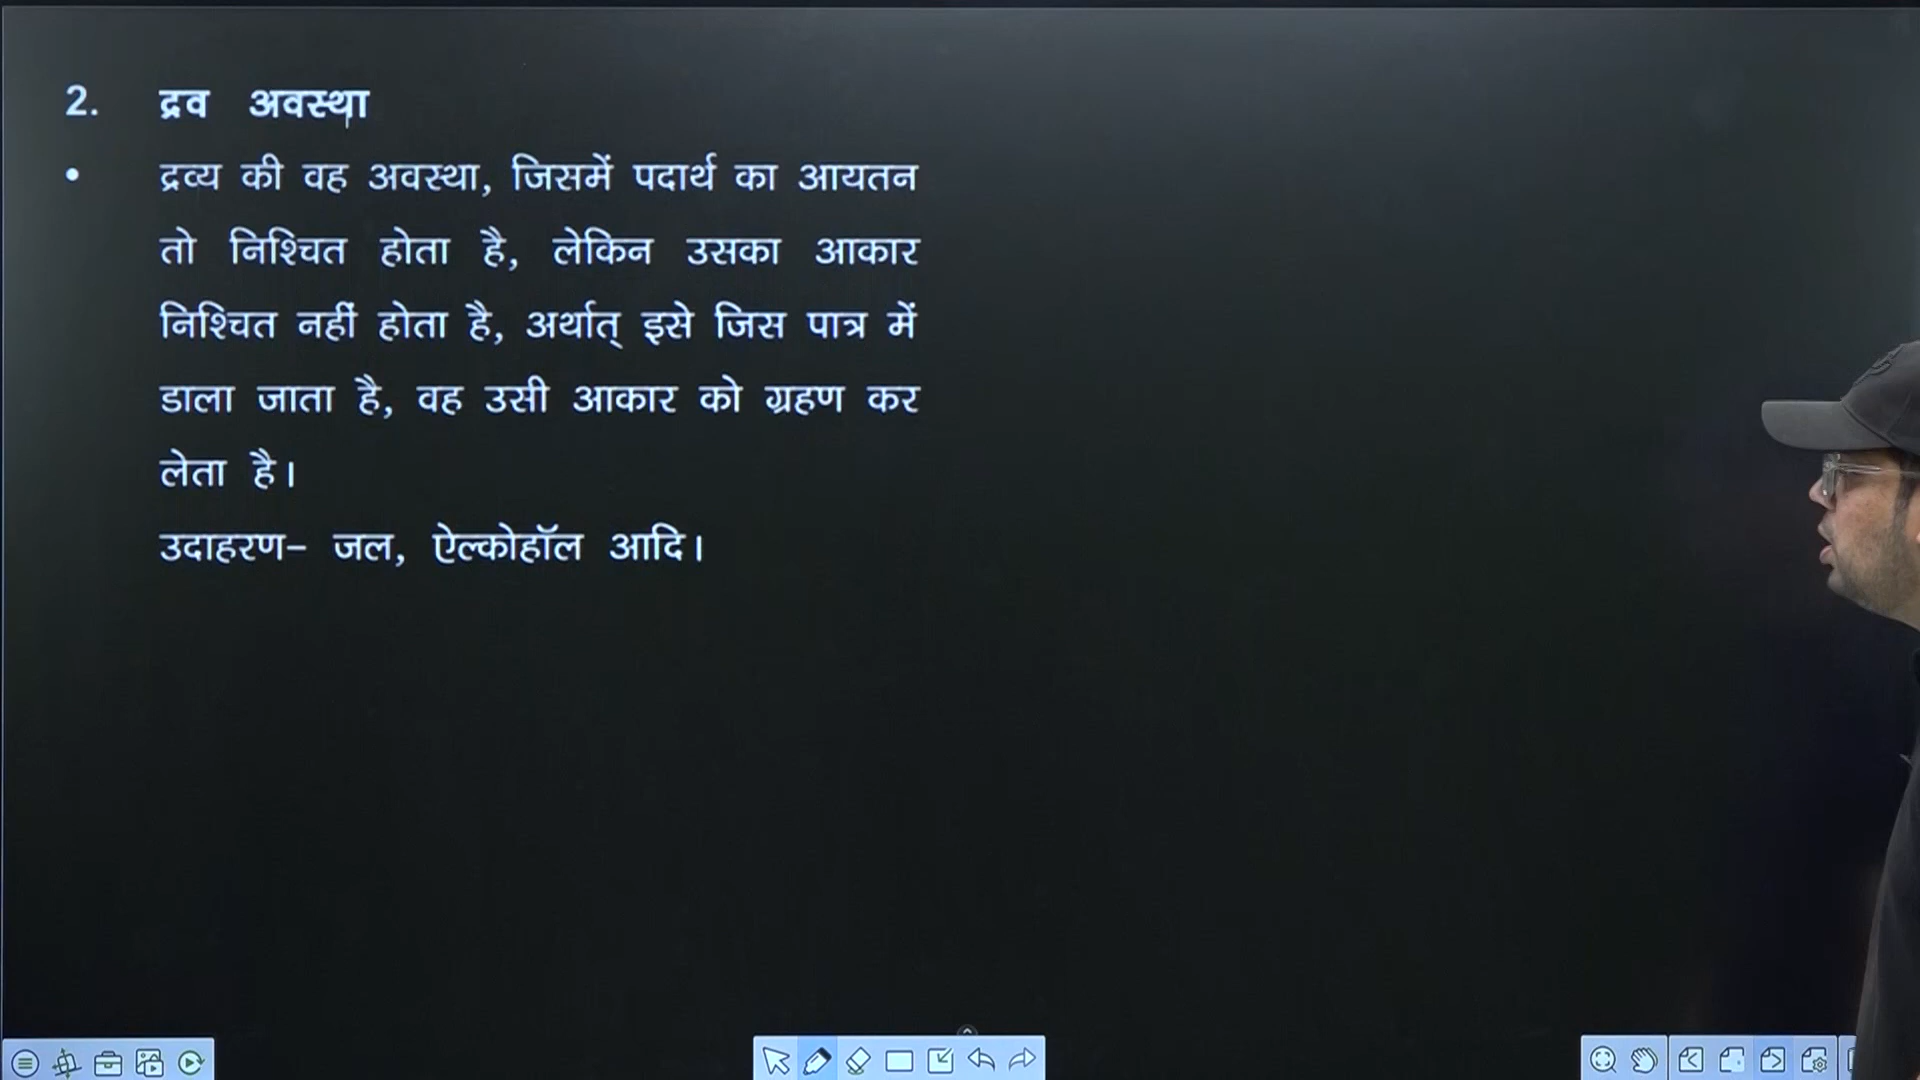 2. द्रव अवस्था
• द्रव्य की वह अवस्था, जिसमें पदार्थ का आयतन
तो निश्चित होता है, लेकिन उसका आकार
निश्चित नहीं होता है, अर्थात् इसे जिस पात्र में
डाला जाता है, वह उसी आकार को ग्रहण कर
लेता है।
उदाहरण– जल, ऐल्कोहॉल आदि।